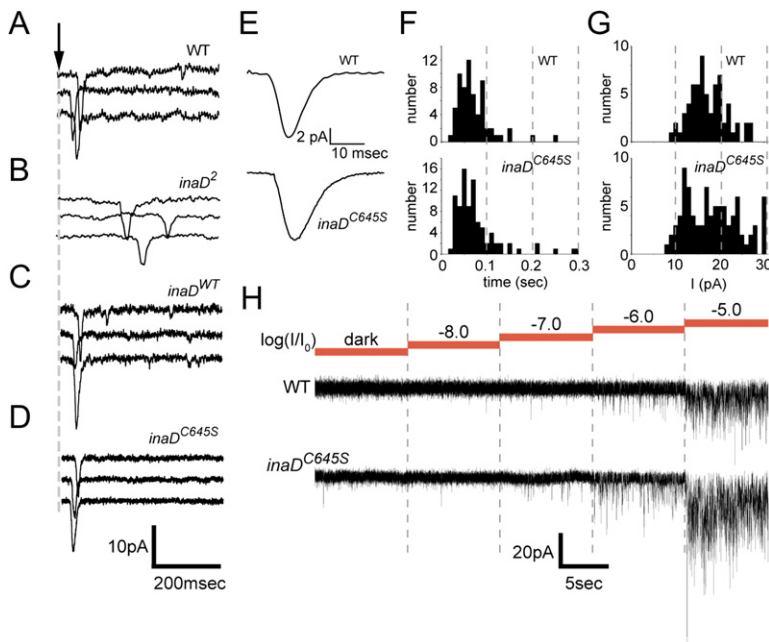 A
WT
B
inaD²
C
inaD^WT
D
inaD^C645S
10pA
200msec
E
WT
2 pA
10 msec
inaD^C645S
F
12
8
4
0
number
WT
16
12
8
4
0
number
inaD^C645S
0 0.1 0.2 0.3
time (sec)
G
10
5
0
number
WT
10
5
0
number
inaD^C645S
0 10 20 30
I (pA)
H
log(I/I₀)
dark
-8.0
-7.0
-6.0
-5.0
WT
inaD^C645S
20pA
5sec